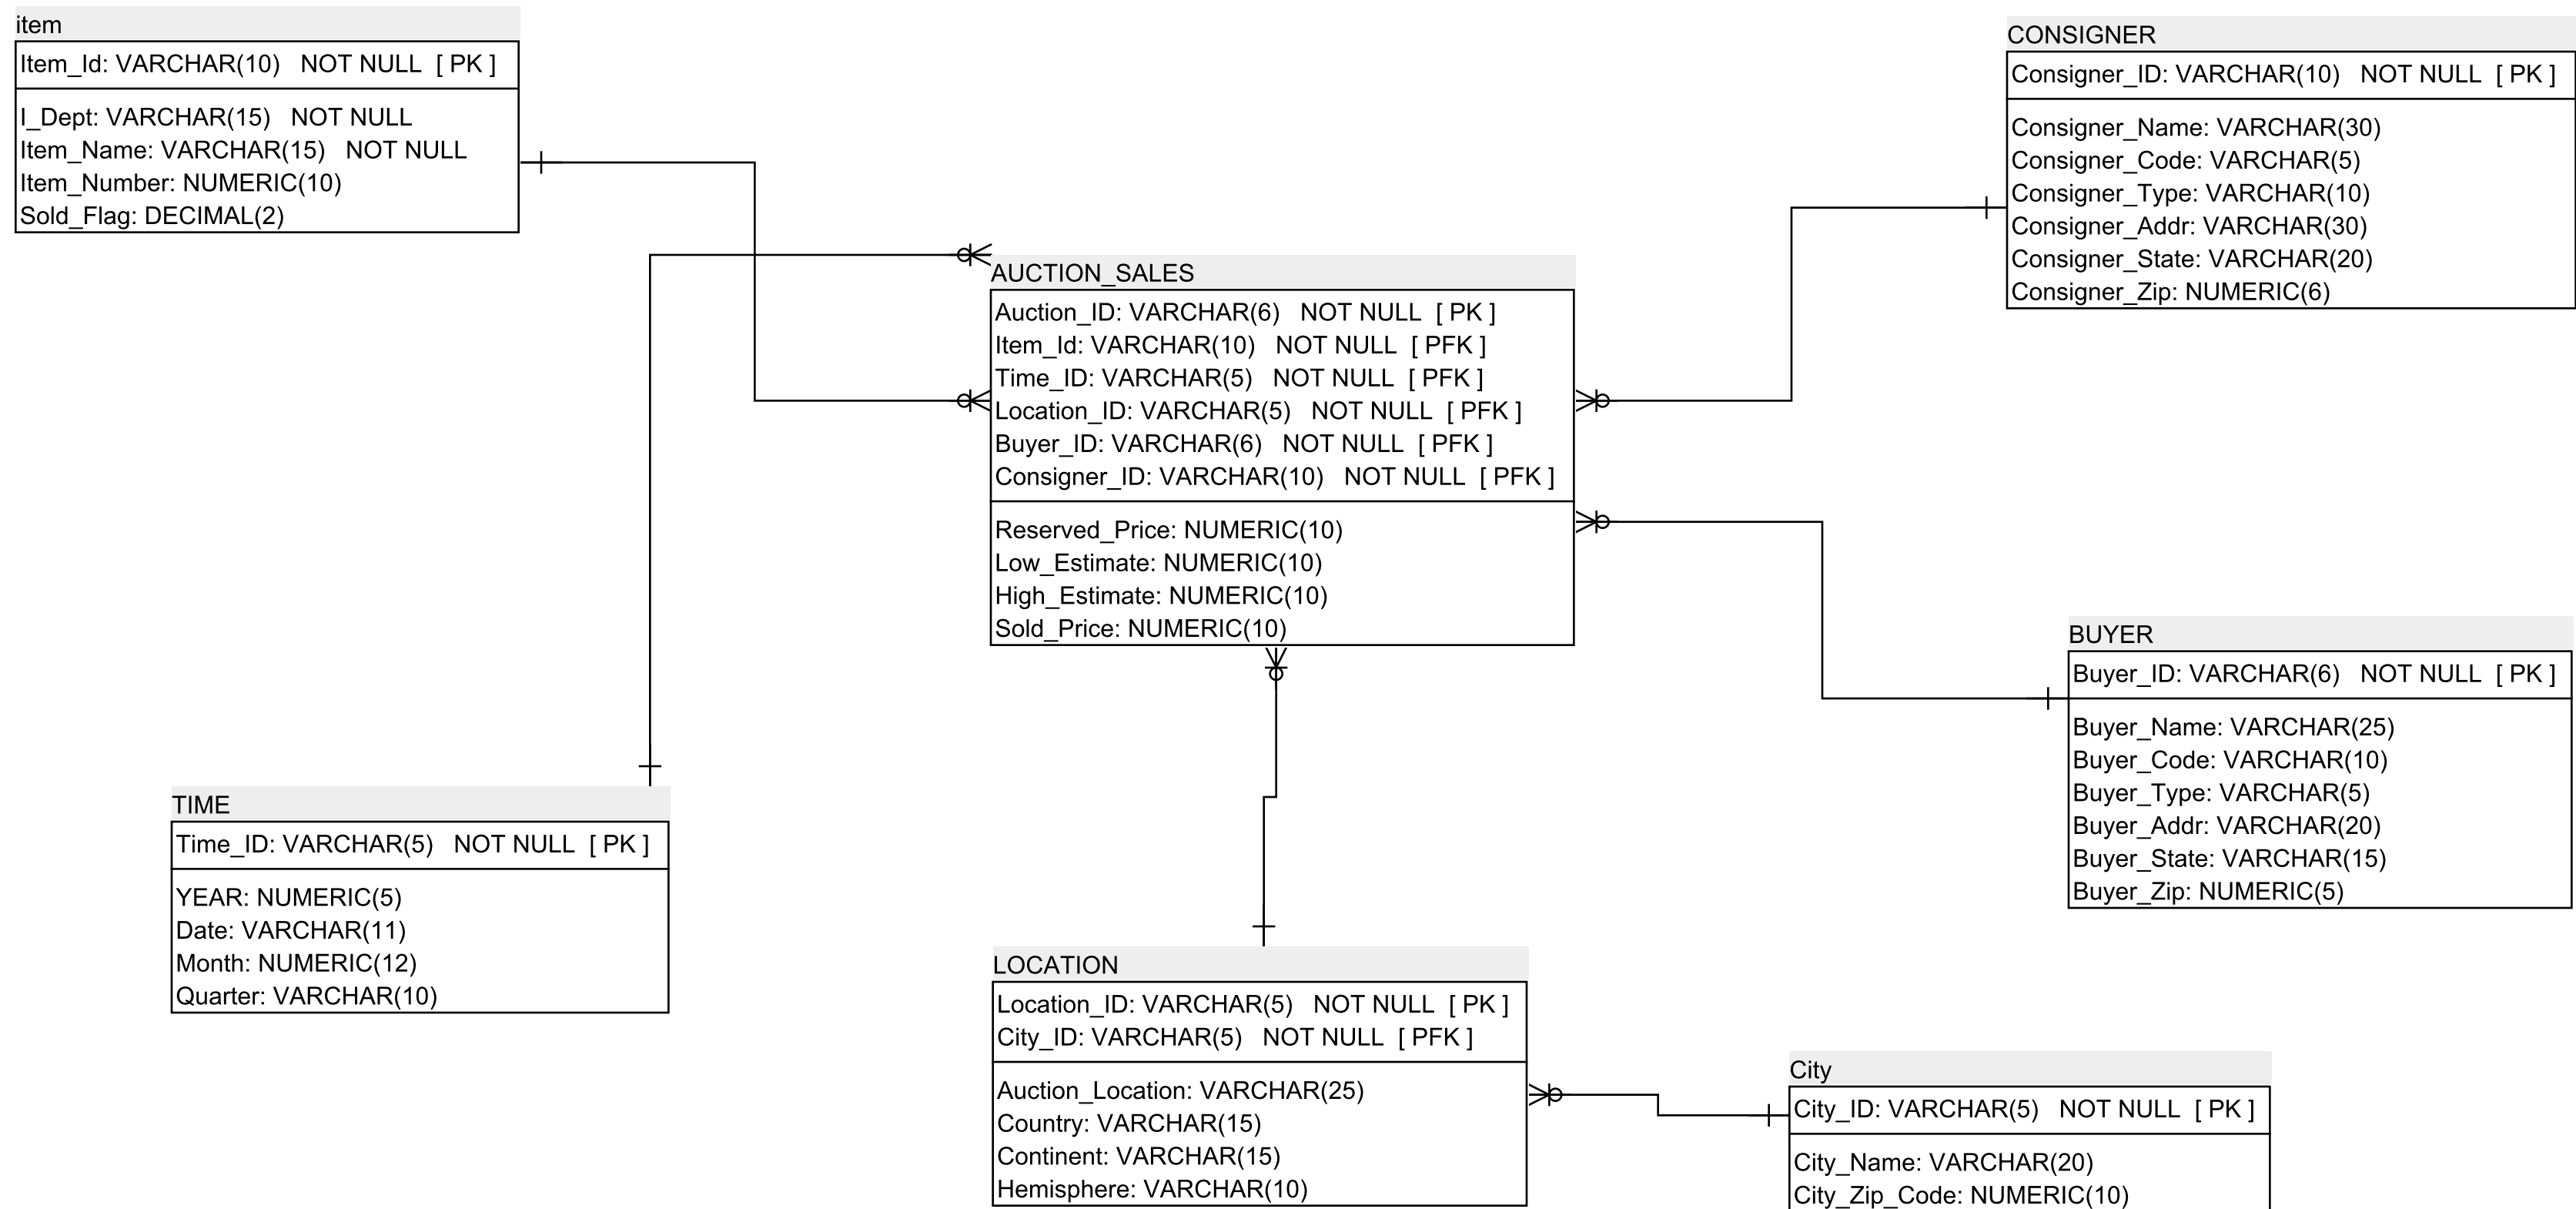 item
Item_Id: VARCHAR(10) NOT NULL [ PK ]
I_Dept: VARCHAR(15) NOT NULL
Item_Name: VARCHAR(15) NOT NULL
Item_Number: NUMERIC(10)
Sold_Flag: DECIMAL(2)
CONSIGNER
Consigner_ID: VARCHAR(10) NOT NULL [ PK ]
Consigner_Name: VARCHAR(30)
Consigner_Code: VARCHAR(5)
Consigner_Type: VARCHAR(10)
Consigner_Addr: VARCHAR(30)
Consigner_State: VARCHAR(20)
Consigner_Zip: NUMERIC(6)
AUCTION_SALES
Auction_ID: VARCHAR(6) NOT NULL [ PK ]
Item_Id: VARCHAR(10) NOT NULL [ PFK ]
Time_ID: VARCHAR(5) NOT NULL [ PFK ]
Location_ID: VARCHAR(5) NOT NULL [ PFK ]
Buyer_ID: VARCHAR(6) NOT NULL [ PFK ]
Consigner_ID: VARCHAR(10) NOT NULL [ PFK ]
Reserved_Price: NUMERIC(10)
Low_Estimate: NUMERIC(10)
High_Estimate: NUMERIC(10)
Sold_Price: NUMERIC(10)
BUYER
Buyer_ID: VARCHAR(6) NOT NULL [ PK ]
Buyer_Name: VARCHAR(25)
Buyer_Code: VARCHAR(10)
Buyer_Type: VARCHAR(5)
Buyer_Addr: VARCHAR(20)
Buyer_State: VARCHAR(15)
Buyer_Zip: NUMERIC(5)
TIME
Time_ID: VARCHAR(5) NOT NULL [ PK ]
YEAR: NUMERIC(5)
Date: VARCHAR(11)
Month: NUMERIC(12)
Quarter: VARCHAR(10)
LOCATION
Location_ID: VARCHAR(5) NOT NULL [ PK ]
City_ID: VARCHAR(5) NOT NULL [ PFK ]
Auction_Location: VARCHAR(25)
Country: VARCHAR(15)
Continent: VARCHAR(15)
Hemisphere: VARCHAR(10)
City
City_ID: VARCHAR(5) NOT NULL [ PK ]
City_Name: VARCHAR(20)
City_Zip_Code: NUMERIC(10)